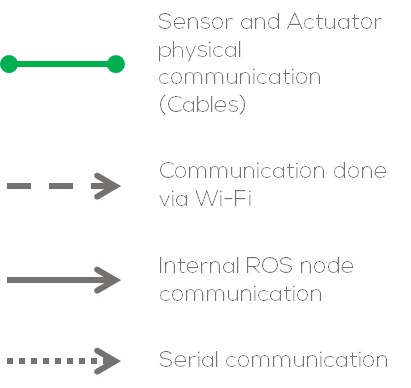 Sensor and Actuator
physical
communication
(Cables)
Communication done
via Wi-Fi
Internal ROS node
communication
Serial communication